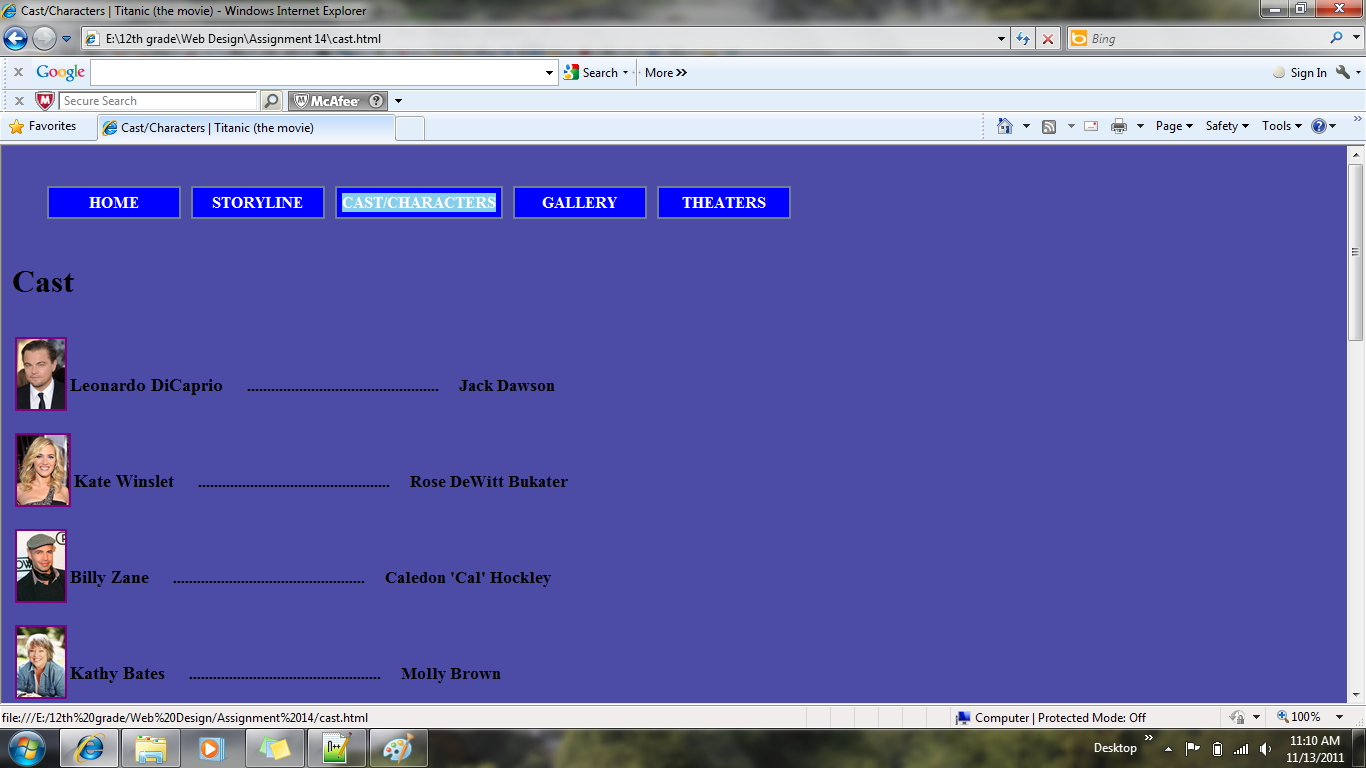 Cast/Characters | Titanic (the movie) - Windows Internet Explorer
E:\12th grade\Web Design\Assignment 14\cast.html
Bing
x Google Search More »» Sign In
x Secure Search McAfee ?
Favorites Cast/Characters | Titanic (the movie) Page Safety Tools ? »
HOME STORYLINE CAST/CHARACTERS GALLERY THEATERS
Cast
Leonardo DiCaprio ................................................ Jack Dawson
Kate Winslet ................................................ Rose DeWitt Bukater
Billy Zane ................................................ Caledon 'Cal' Hockley
Kathy Bates ................................................ Molly Brown
file:///E:/12th%20grade/Web%20Design/Assignment%2014/cast.html Computer | Protected Mode: Off 100%
Desktop » 11:10 AM
11/13/2011